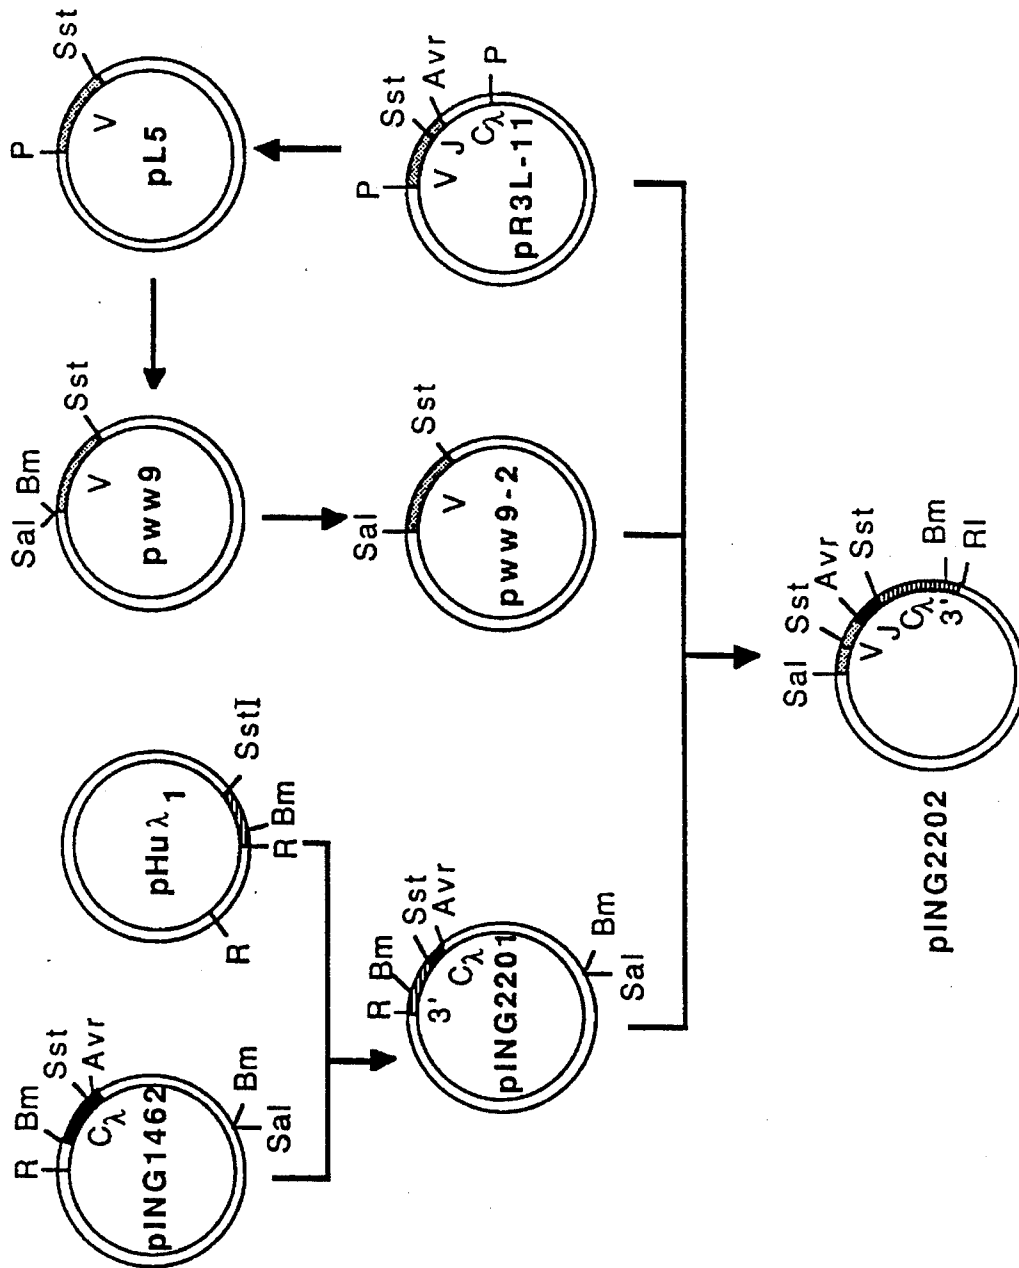 R
Bm
Sst
Avr
Cλ
pING1462
Bm
Sal
pHuλ1
SstI
Bm
R
R
Sal
Bm
Sst
V
pww9
P
Sst
V
pL5
R
Bm
Sst
Avr
3'
Cλ
pING2201
Bm
Sal
Sal
Sst
V
pww9-2
P
Sst
Avr
P
V
J
Cλ
pR3L-11
Sal
Sst
Avr
Sst
Bm
RI
V
J
Cλ
3'
pING2202